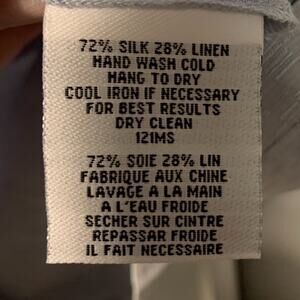 72% SILK 28% LINEN
HAND WASH COLD
HANG TO DRY
COOL IRON IF NECESSARY
FOR BEST RESULTS
DRY CLEAN
121MS
72% SOIE 28% LIN
FABRIQUE AUX CHINE
LAVAGE A LA MAIN
A L'EAU FROIDE
SECHER SUR CINTRE
REPASSAR FROIDE
IL FAIT NECESSAIRE